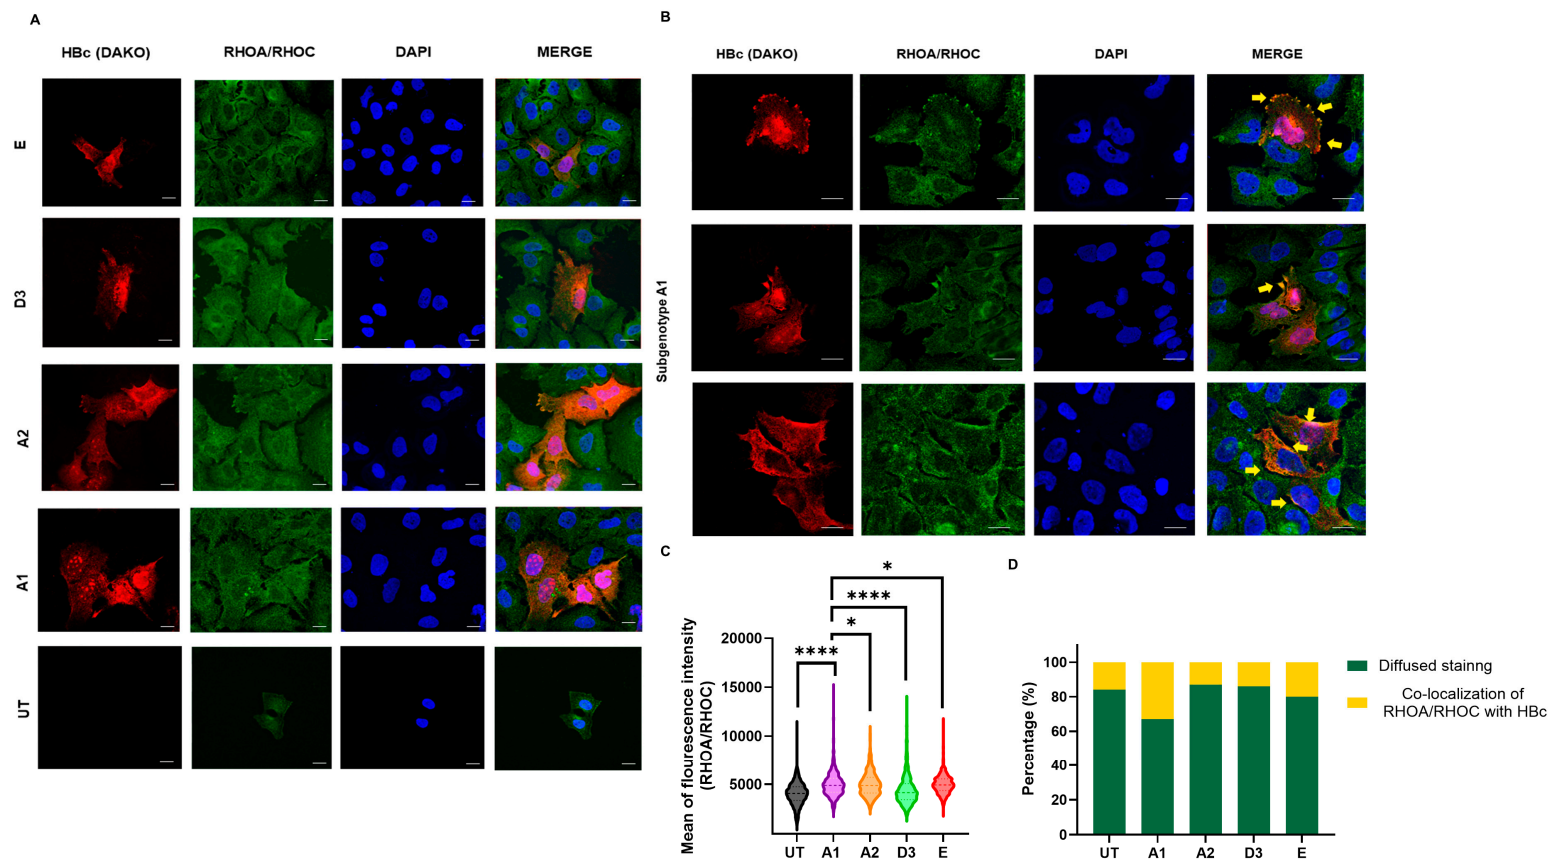 A
HBc (DAKO) RHOA/RHOC DAPI MERGE
E
D3
A2
A1
UT
B
HBc (DAKO) RHOA/RHOC DAPI MERGE
Subgenotype A1
C
Mean of flourescence intensity
(RHOA/RHOC)
20000
15000
10000
5000
****
*
****
*
UT A1 A2 D3 E
D
Percentage (%)
100
80
60
40
20
0
UT A1 A2 D3 E
Diffused stainng
Co-localization of
RHOA/RHOC with HBc